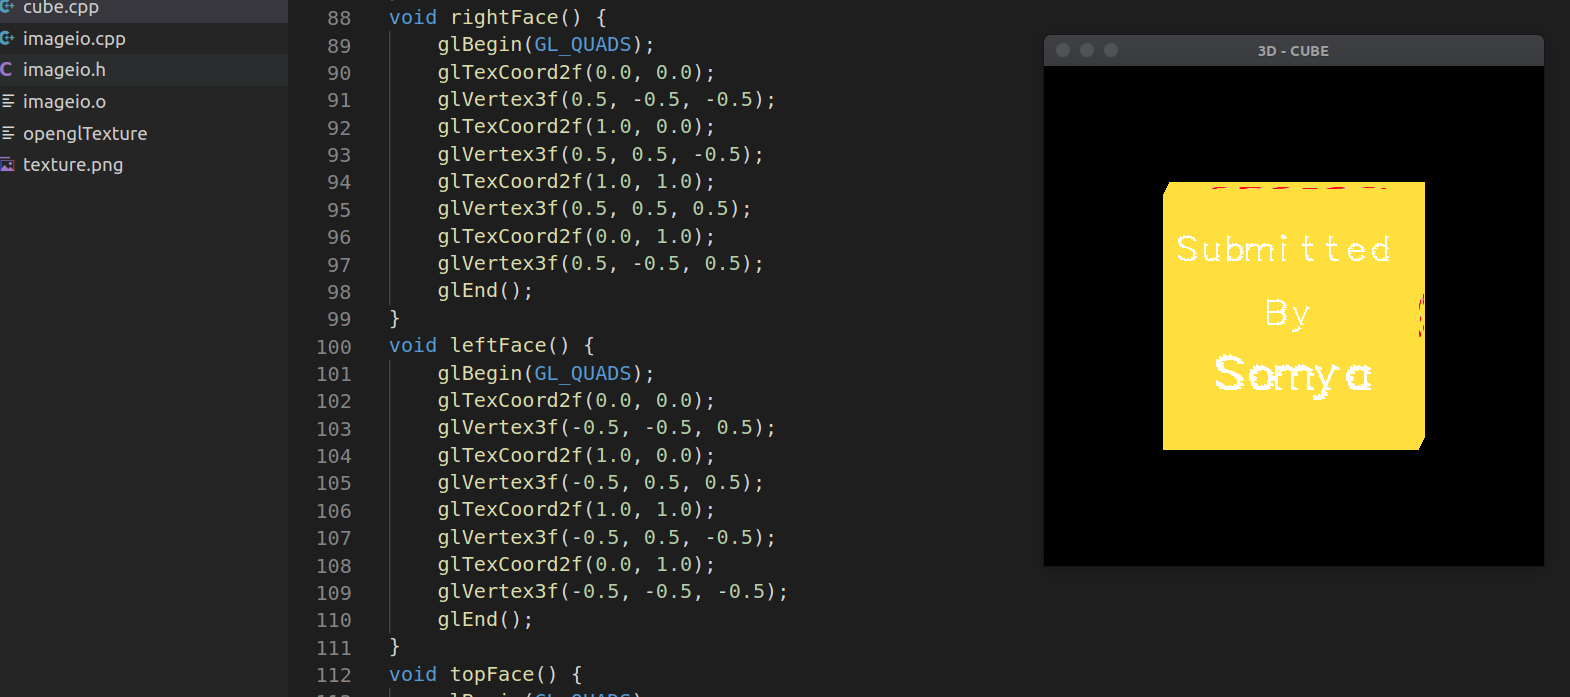 cube.cpp
imageio.cpp
imageio.h
imageio.o
openglTexture
texture.png
88 void rightFace() {
89 glBegin(GL_QUADS);
90 glTexCoord2f(0.0, 0.0);
91 glVertex3f(0.5, -0.5, -0.5);
92 glTexCoord2f(1.0, 0.0);
93 glVertex3f(0.5, 0.5, -0.5);
94 glTexCoord2f(1.0, 1.0);
95 glVertex3f(0.5, 0.5, 0.5);
96 glTexCoord2f(0.0, 1.0);
97 glVertex3f(0.5, -0.5, 0.5);
98 glEnd();
99 }
100 void leftFace() {
101 glBegin(GL_QUADS);
102 glTexCoord2f(0.0, 0.0);
103 glVertex3f(-0.5, -0.5, 0.5);
104 glTexCoord2f(1.0, 0.0);
105 glVertex3f(-0.5, 0.5, 0.5);
106 glTexCoord2f(1.0, 1.0);
107 glVertex3f(-0.5, 0.5, -0.5);
108 glTexCoord2f(0.0, 1.0);
109 glVertex3f(-0.5, -0.5, -0.5);
110 glEnd();
111 }
112 void topFace() {
3D - CUBE
Submitted
By
Somya